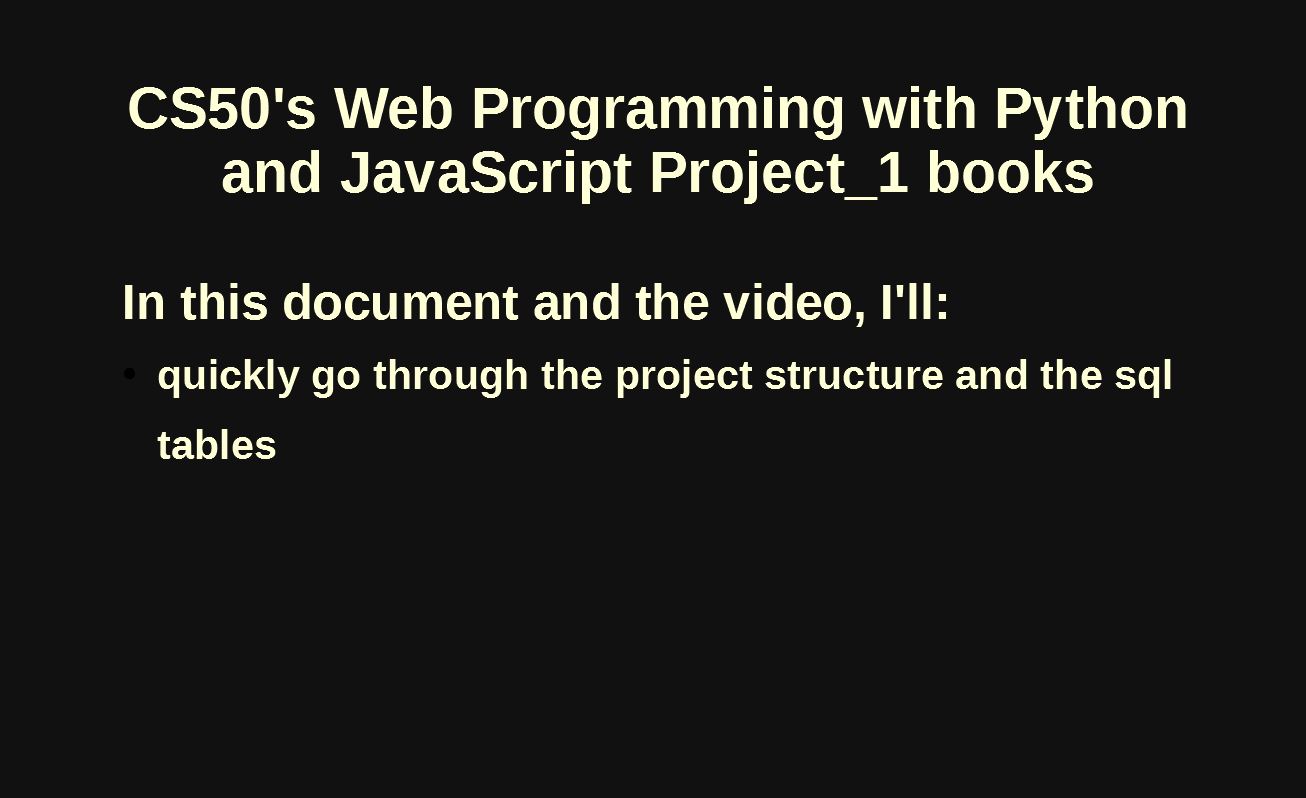 CS50's Web Programming with Python
and JavaScript Project_1 books
In this document and the video, I'll:
• quickly go through the project structure and the sql
tables